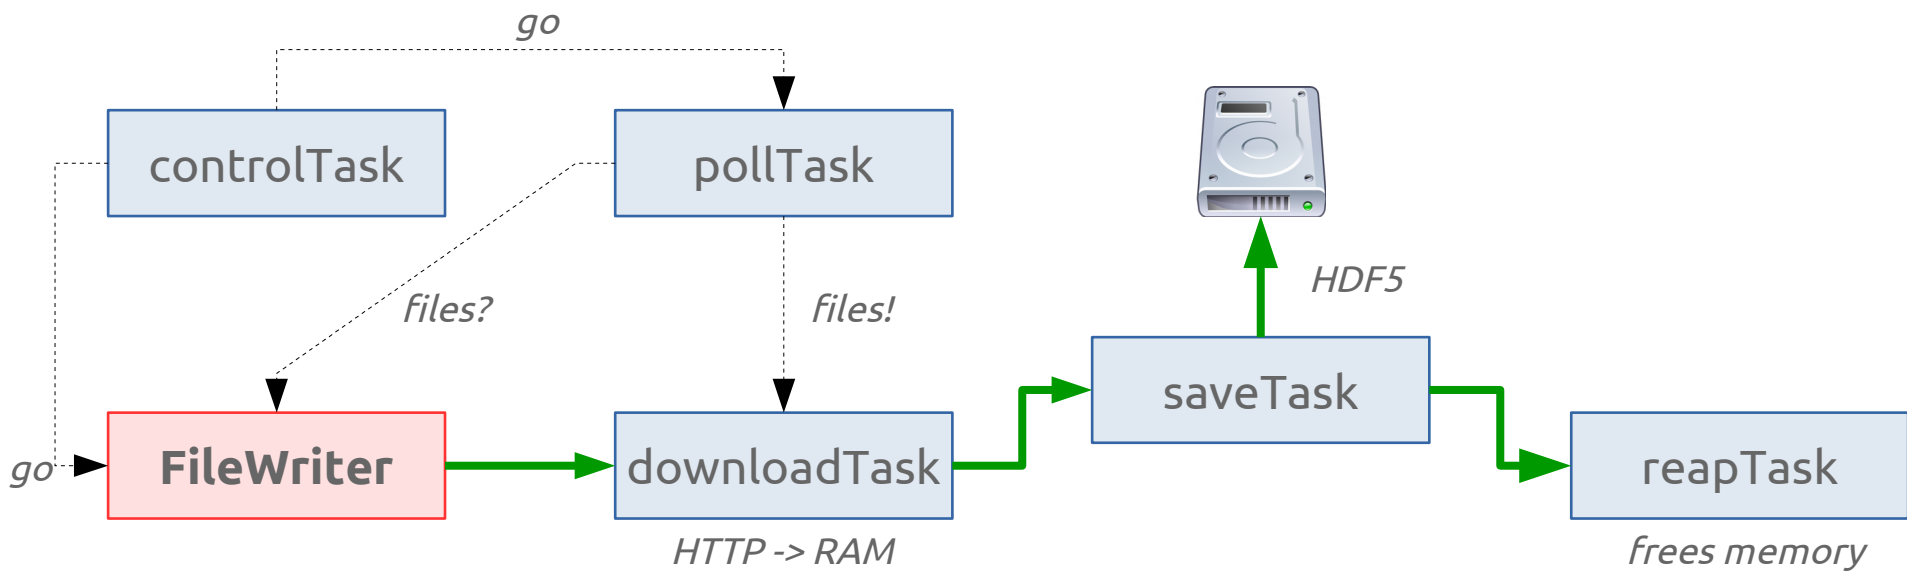 go
controlTask
pollTask
files?
files!
HDF5
saveTask
go
FileWriter
downloadTask
reapTask
HTTP -> RAM
frees memory